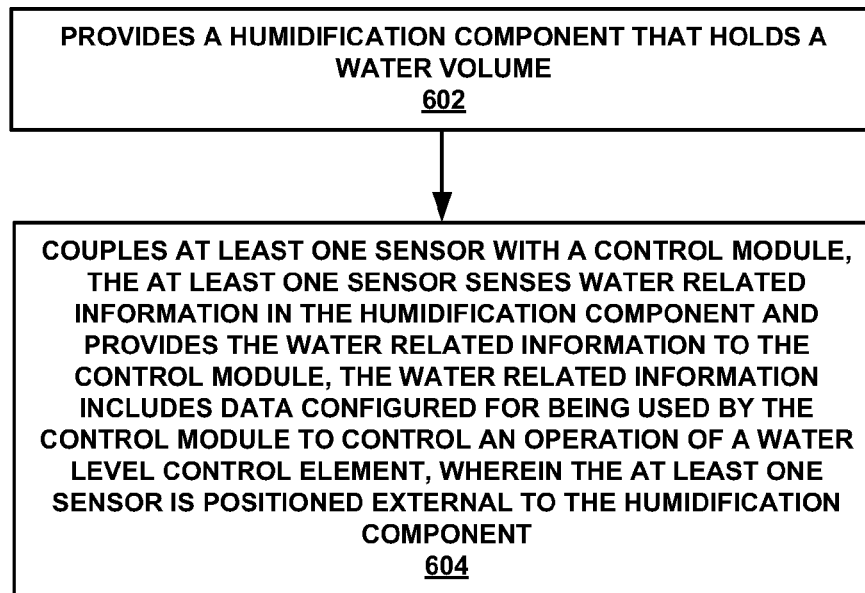 PROVIDES A HUMIDIFICATION COMPONENT THAT HOLDS A
WATER VOLUME
602
COUPLES AT LEAST ONE SENSOR WITH A CONTROL MODULE,
THE AT LEAST ONE SENSOR SENSES WATER RELATED
INFORMATION IN THE HUMIDIFICATION COMPONENT AND
PROVIDES THE WATER RELATED INFORMATION TO THE
CONTROL MODULE, THE WATER RELATED INFORMATION
INCLUDES DATA CONFIGURED FOR BEING USED BY THE
CONTROL MODULE TO CONTROL AN OPERATION OF A WATER
LEVEL CONTROL ELEMENT, WHEREIN THE AT LEAST ONE
SENSOR IS POSITIONED EXTERNAL TO THE HUMIDIFICATION
COMPONENT
604